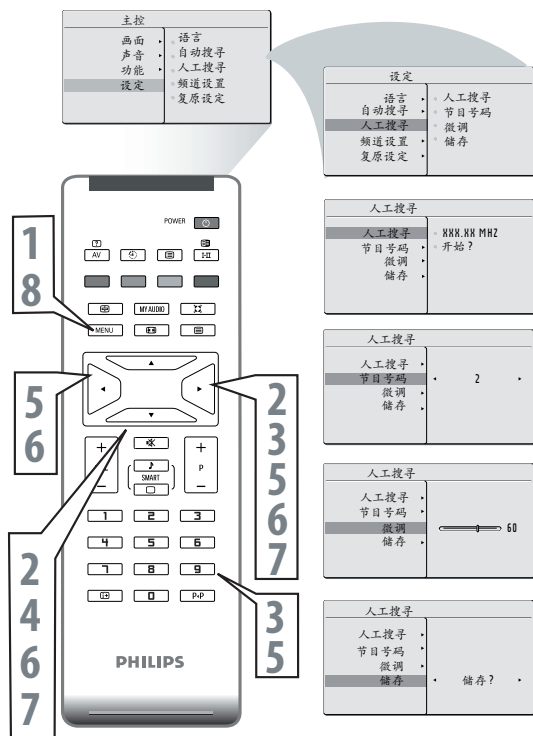 主控
画面
声音
功能
设定
语言
自动搜寻
人工搜寻
频道设置
复原设定
设定
语言
自动搜寻
人工搜寻
频道设置
复原设定
人工搜寻
节目号码
微调
储存
人工搜寻
人工搜寻
节目号码
微调
储存
XXX.XX MHZ
开始?
人工搜寻
人工搜寻
节目号码
微调
储存
2
人工搜寻
人工搜寻
节目号码
微调
储存
60
人工搜寻
人工搜寻
节目号码
微调
储存
储存?
POWER
AV
I-II
MY AUDIO
MENU
+
-
SMART
+
P
-
1 2 3
4 5 6
7 8 9
0 P◂P
PHILIPS
1
8
5
6
2
4
6
7
2
3
5
6
7
3
5